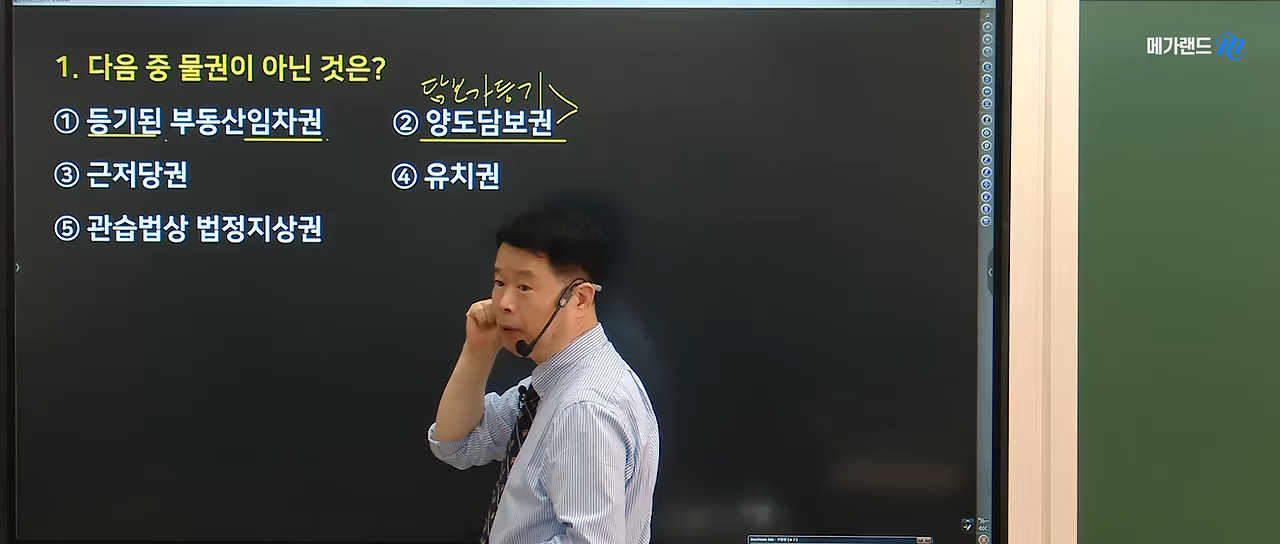 메가랜드
1. 다음 중 물권이 아닌 것은?
담보가등기
① 등기된 부동산임차권 ② 양도담보권
③ 근저당권 ④ 유치권
⑤ 관습법상 법정지상권